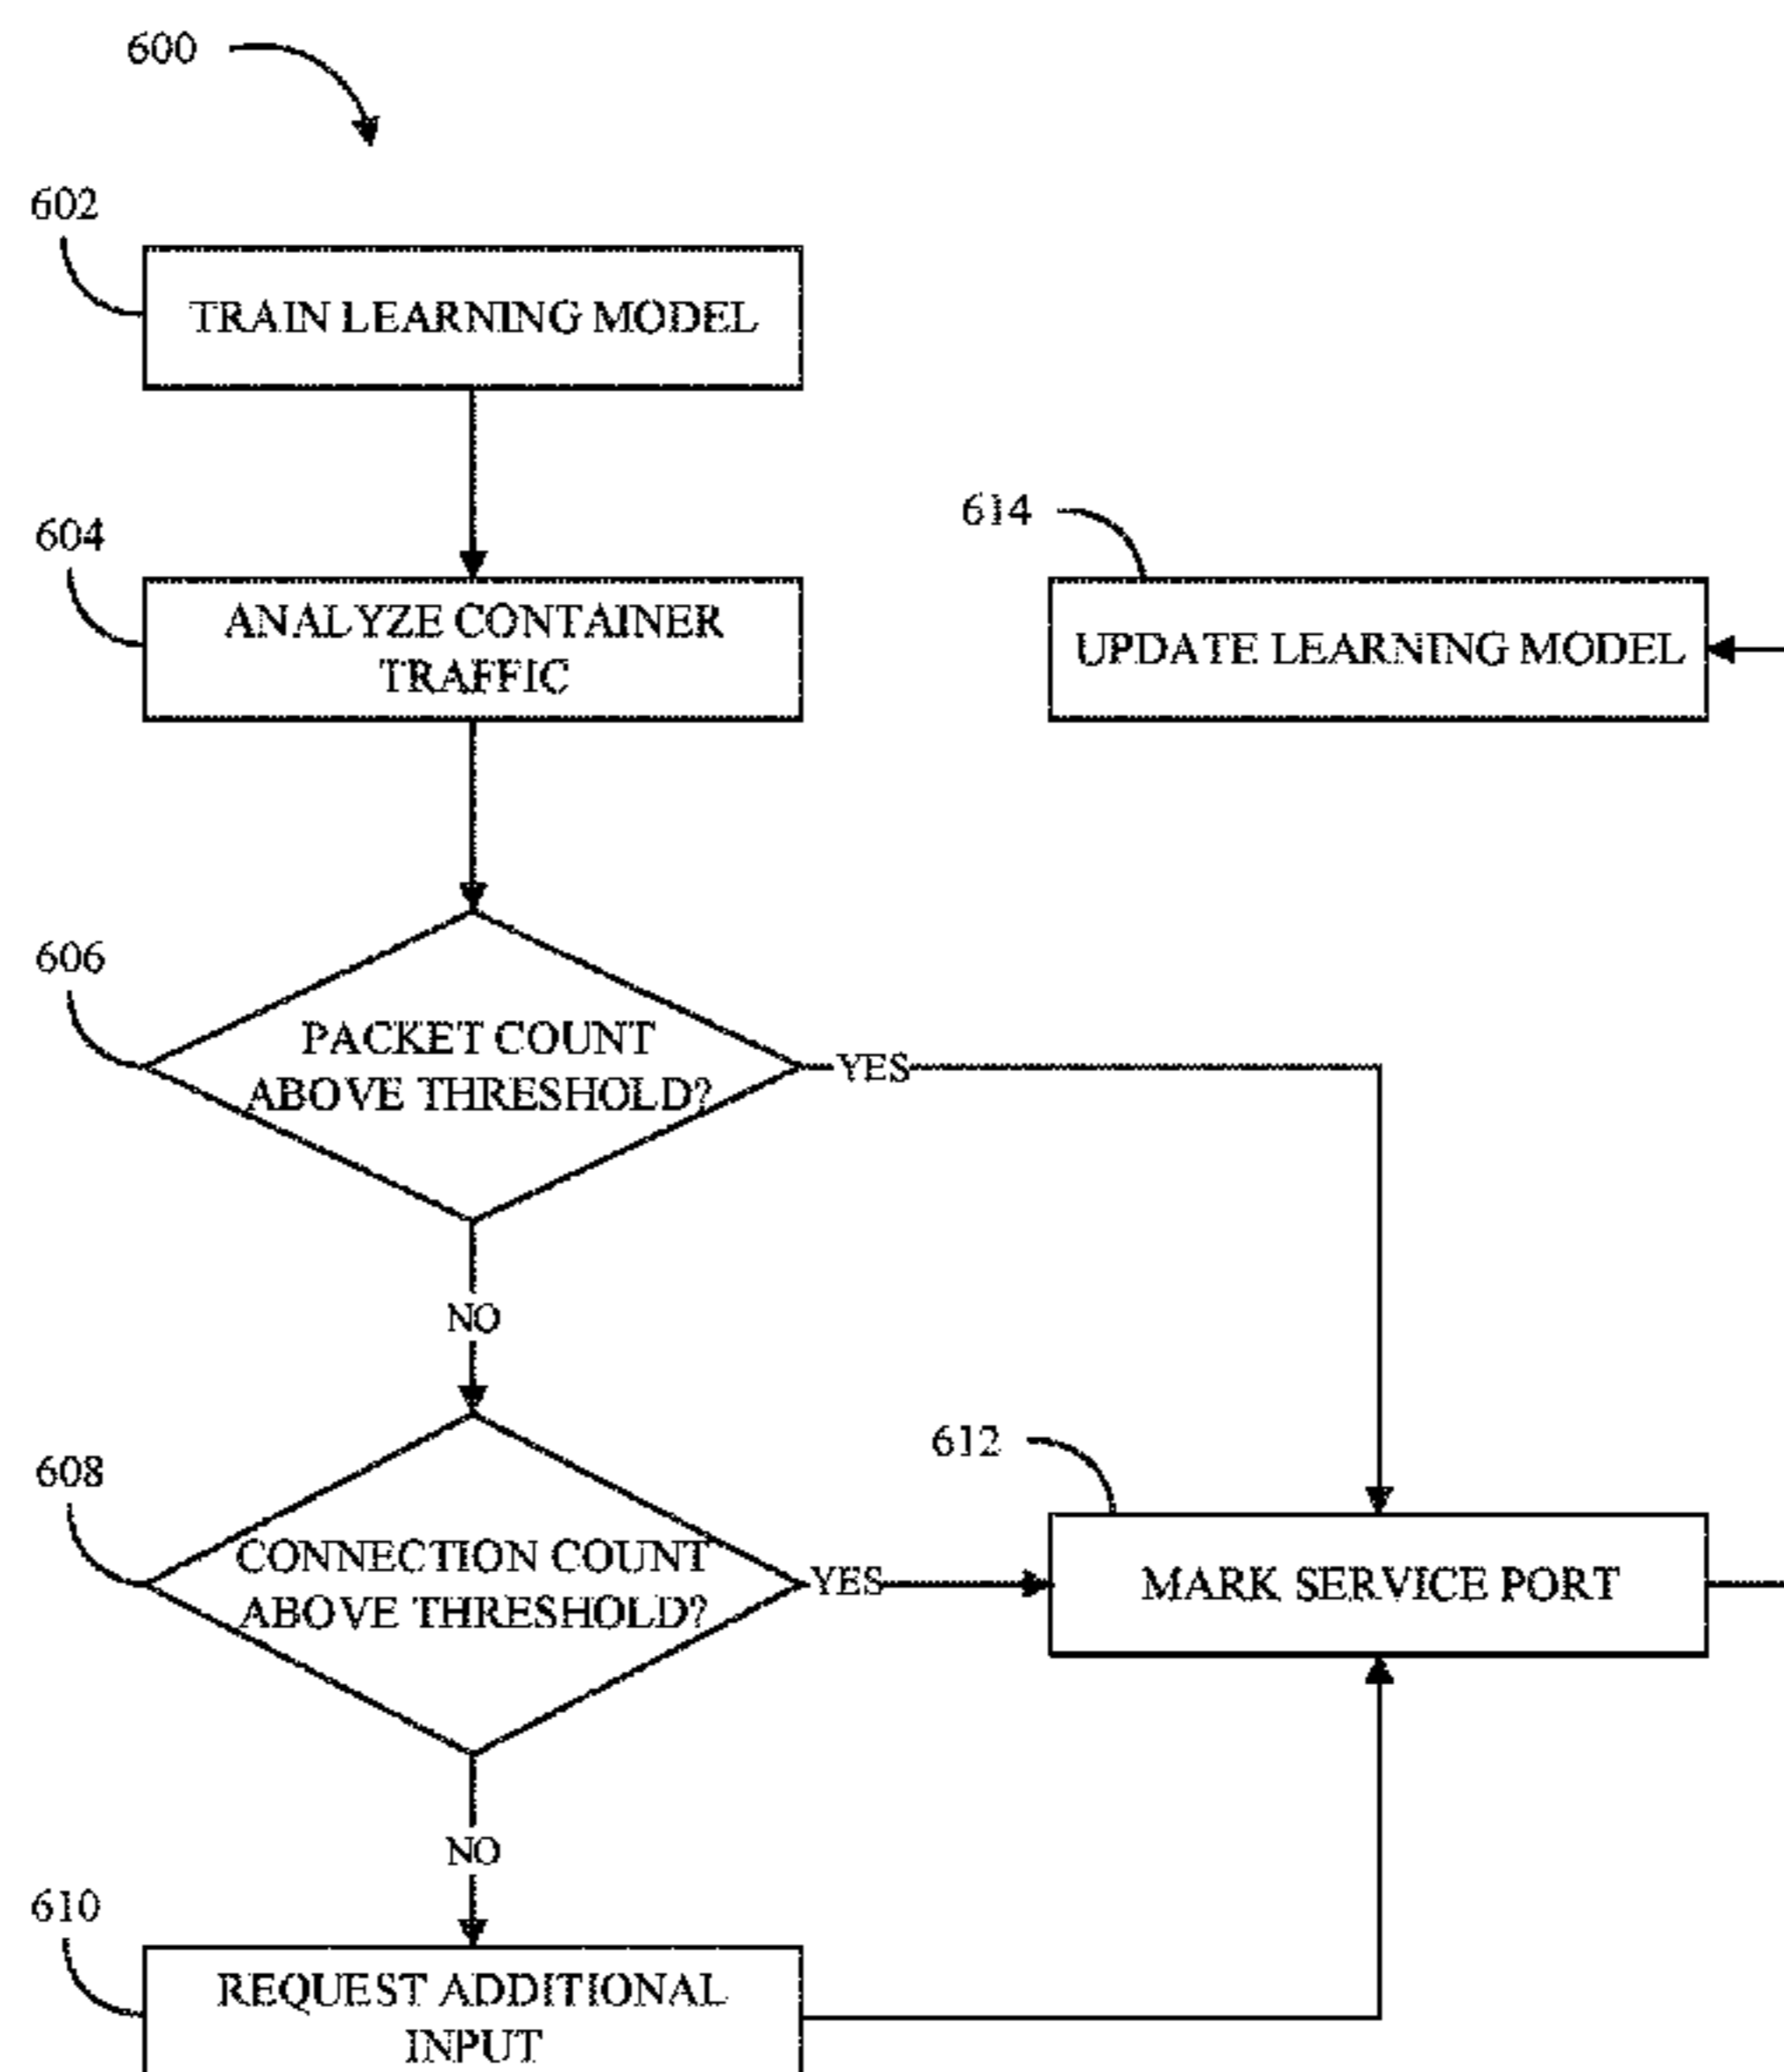 600
602
TRAIN LEARNING MODEL
604
ANALYZE CONTAINER
TRAFFIC
614
UPDATE LEARNING MODEL
606
PACKET COUNT
ABOVE THRESHOLD?
YES
NO
608
CONNECTION COUNT
ABOVE THRESHOLD?
YES
612
MARK SERVICE PORT
NO
610
REQUEST ADDITIONAL
INPUT